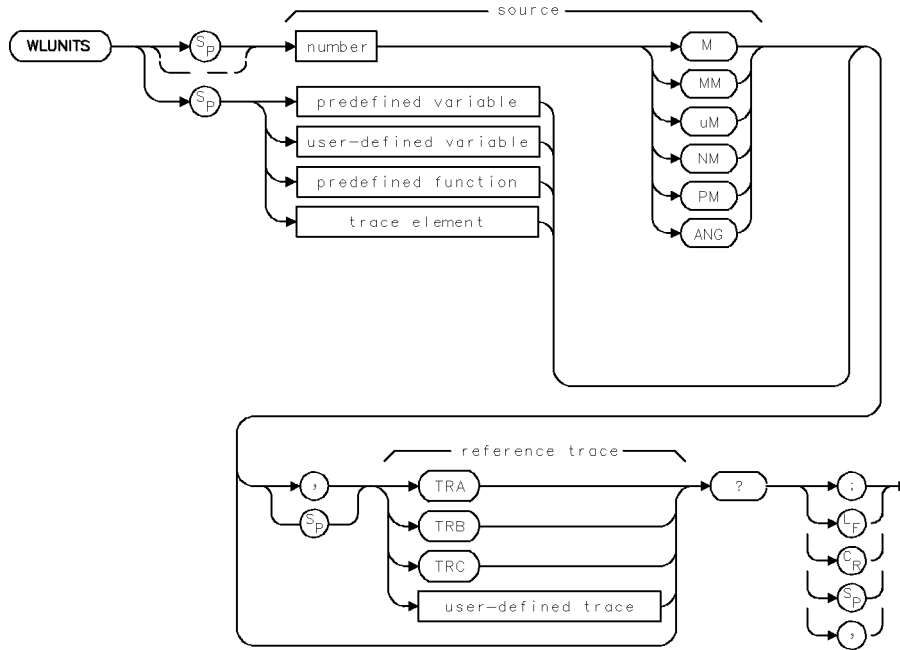 source
WLUNITS
SP
number
M
MM
uM
NM
PM
ANG
SP
predefined variable
user-defined variable
predefined function
trace element
reference trace
,
SP
TRA
TRB
TRC
user-defined trace
?
;
LF
CR
SP
,